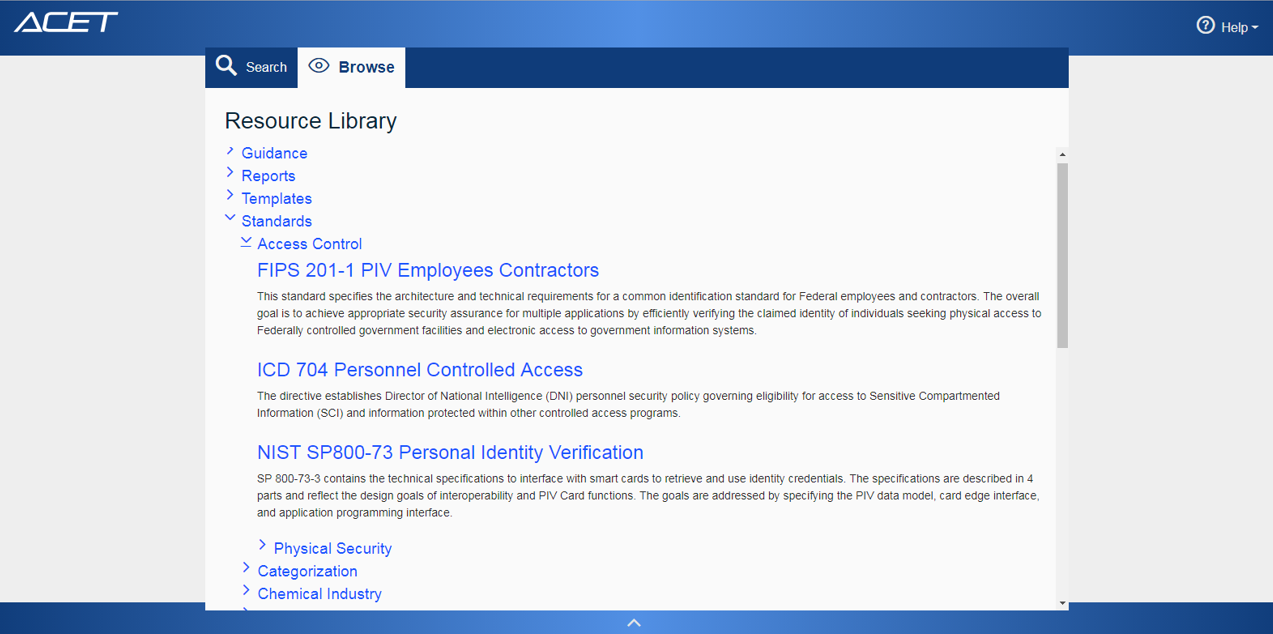 ACET
Help
Search
Browse
Resource Library
Guidance
Reports
Templates
Standards
Access Control
FIPS 201-1 PIV Employees Contractors
This standard specifies the architecture and technical requirements for a common identification standard for Federal employees and contractors. The overall
goal is to achieve appropriate security assurance for multiple applications by efficiently verifying the claimed identity of individuals seeking physical access to
Federally controlled government facilities and electronic access to government information systems.
ICD 704 Personnel Controlled Access
The directive establishes Director of National Intelligence (DNI) personnel security policy governing eligibility for access to Sensitive Compartmented
Information (SCI) and information protected within other controlled access programs.
NIST SP800-73 Personal Identity Verification
SP 800-73-3 contains the technical specifications to interface with smart cards to retrieve and use identity credentials. The specifications are described in 4
parts and reflect the design goals of interoperability and PIV Card functions. The goals are addressed by specifying the PIV data model, card edge interface,
and application programming interface.
Physical Security
Categorization
Chemical Industry